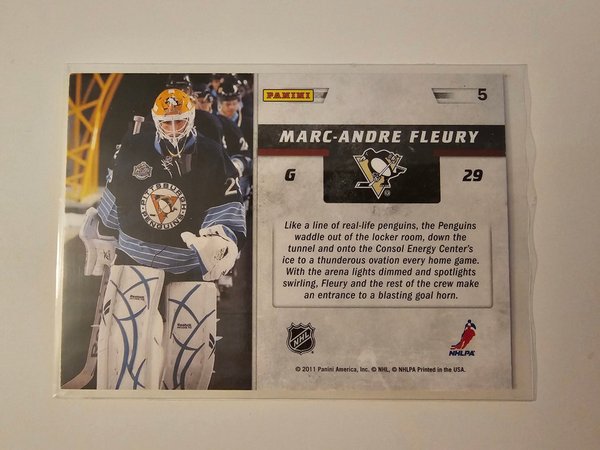 PANINI
5
MARC-ANDRE FLEURY
G
29
Like a line of real-life penguins, the Penguins
waddle out of the locker room, down the
tunnel and onto the Consol Energy Center's
ice to a thunderous ovation every home game.
With the arena lights dimmed and spotlights
swirling, Fleury and the rest of the crew make
an entrance to a blasting goal horn.
NHL
NHLPA
© 2011 Panini America, Inc. © NHL, © NHLPA Printed in the USA.
PITTSBURGH
PENGUINS